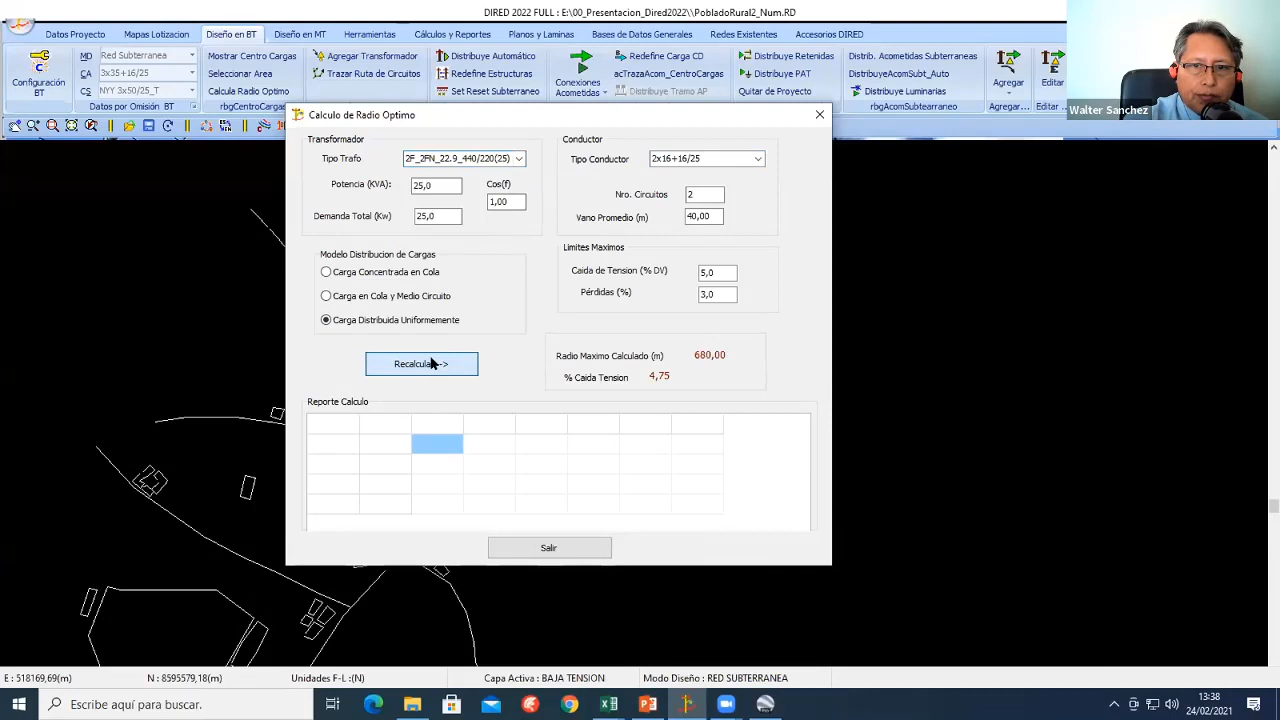 DIRED 2022 FULL : E:\00_Presentacion_Dired2022\\PobladoRural2_Num.RD
Datos Proyecto
Mapas Lotizacion
Diseño en BT
Diseño en MT
Herramientas
Cálculos y Reportes
Planos y Laminas
Bases de Datos Generales
Redes Existentes
Accesorios DIRED
Configuración
BT
MD Red Subterranea
CA 3x35+16/25
CS NYY 3x50/25_T
Datos por Omisión BT
Mostrar Centro Cargas
Seleccionar Area
Calcula Radio Optimo
rbgCentroCargas
Agregar Transformador
Trazar Ruta de Circuitos
Distribuye Automático
Redefine Estructura
Set Reset Subterraneo
Conexiones
Acometidas
Redefine Carga CD
acTrazaAcom_CentroCargas
Distribuye Tramo AP
Distribuye Retenidas
Distribuye PAT
Quitar de Proyecto
Distrib. Acometidas Subterraneas
DistribuyeAcomSubt_Auto
Distribuye Luminarias
rbgAcomSubtearraneo
Agregar
Agregar...
Editar
Editar ...
Walter Sanchez
Calculo de Radio Optimo
Transformador
Tipo Trafo 2F_2FN_22.9_440/220(25)
Potencia (KVA): 25,0
Cos(f)
1,00
Demanda Total (Kw) 25,0
Conductor
Tipo Conductor 2x16+16/25
Nro. Circuitos 2
Vano Promedio (m) 40,00
Modelo Distribucion de Cargas
Carga Concentrada en Cola
Carga en Cola y Medio Circuito
Carga Distribuida Uniformemente
Limites Maximos
Caida de Tension (% DV) 5,0
Pérdidas (%) 3,0
Radio Maximo Calculado (m) 680,00
% Caida Tension 4,75
Reporte Calculo
Salir
E : 518169,69(m)
N : 8595579,18(m)
Unidades F-L :(N)
Capa Activa : BAJA TENSION
Modo Diseño : RED SUBTERRANEA
Escribe aquí para buscar.
13:38
24/02/2021